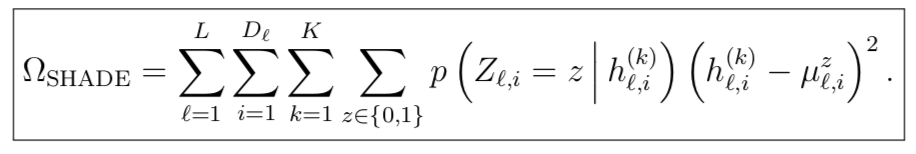 Ω_SHADE = ∑_{ℓ=1}^{L} ∑_{i=1}^{D_ℓ} ∑_{k=1}^{K} ∑_{z∈{0,1}} p ( Z_{ℓ,i} = z | h_{ℓ,i}^{(k)} ) ( h_{ℓ,i}^{(k)} − μ_{ℓ,i}^{z} )^2 .